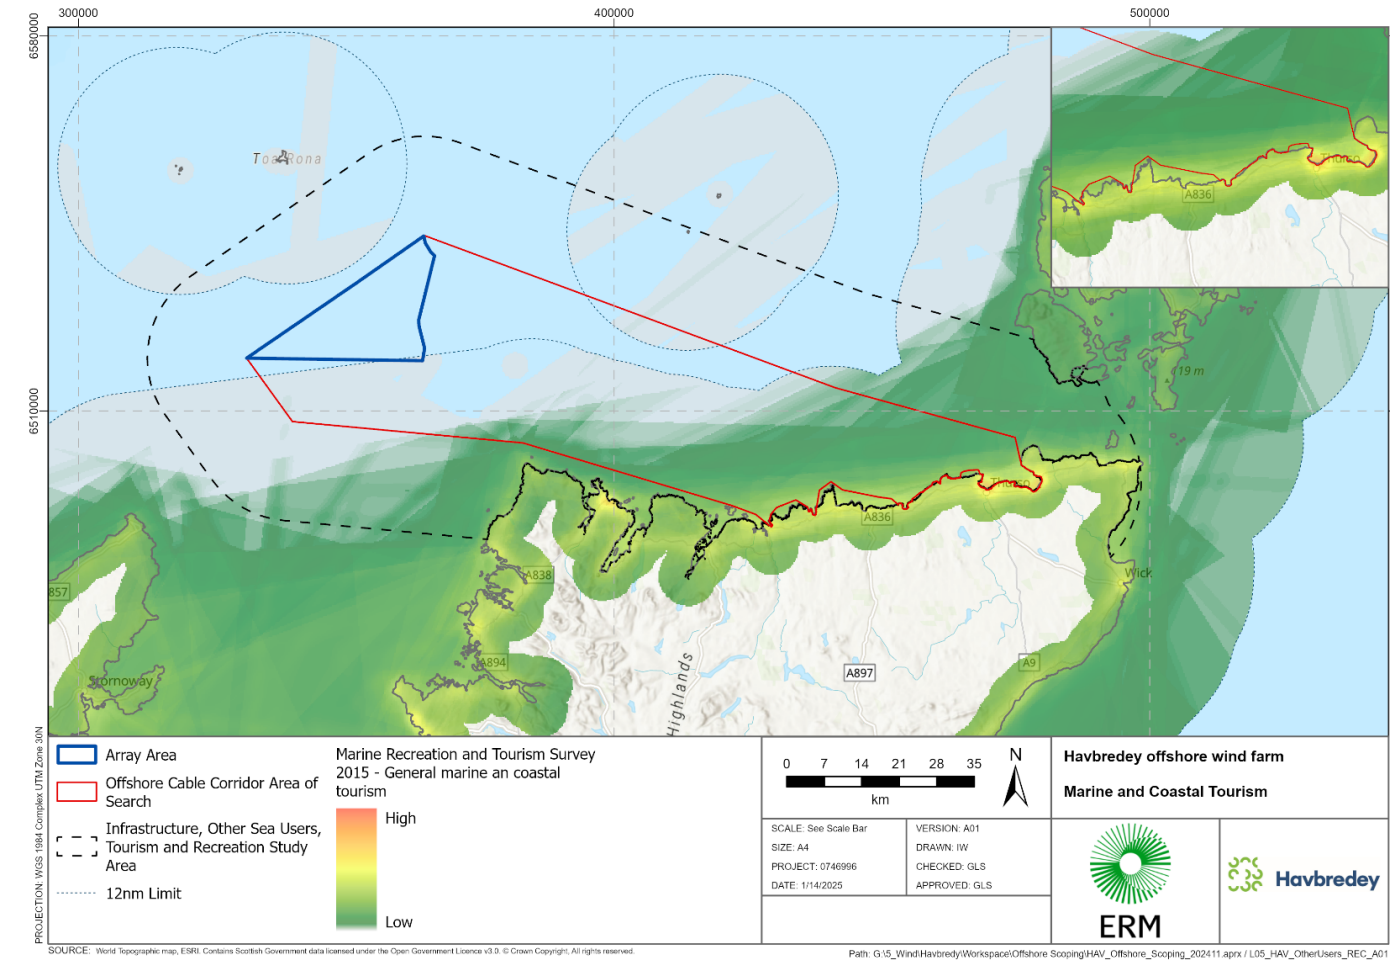 300000
400000
500000
6580000
6510000
Toa Rona
Thurso
A836
19 m
Thurso
A836
A838
857
Wick
A894
A9
Stornoway
Highlands
A897
Array Area
Offshore Cable Corridor Area of
Search
Infrastructure, Other Sea Users,
Tourism and Recreation Study
Area
12nm Limit
Marine Recreation and Tourism Survey
2015 - General marine an coastal
tourism
High
Low
0 7 14 21 28 35
km
N
SCALE: See Scale Bar
SIZE: A4
PROJECT: 0746996
DATE: 1/14/2025
VERSION: A01
DRAWN: IW
CHECKED: GLS
APPROVED: GLS
Havbredey offshore wind farm
Marine and Coastal Tourism
ERM
Havbredey
PROJECTION: WGS 1984 Complex UTM Zone 30N
SOURCE: World Topographic map, ESRI. Contains Scottish Government data licensed under the Open Government Licence v3.0. © Crown Copyright, All rights reserved.
Path: G:\5_Wind\Havbredy\Workspace\Offshore Scoping\HAV_Offshore_Scoping_202411.aprx / L05_HAV_OtherUsers_REC_A01